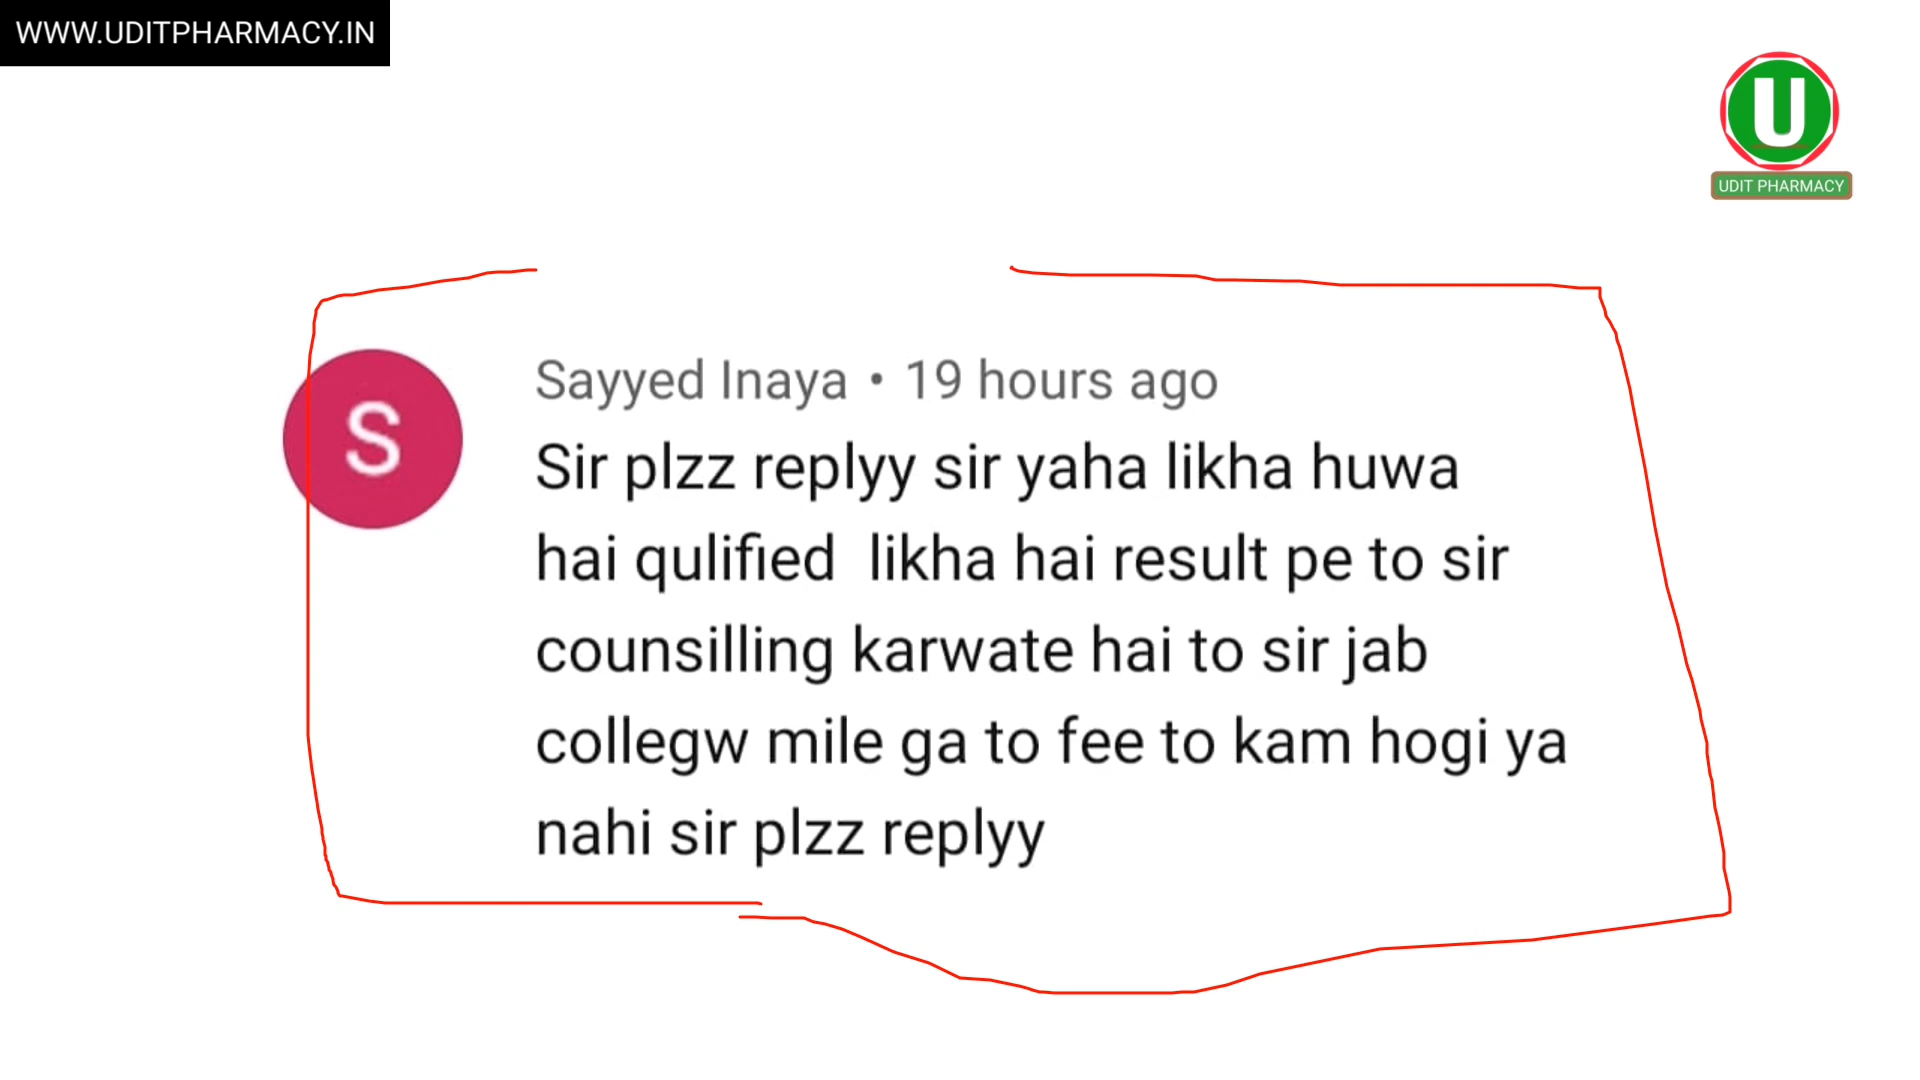 WWW.UDITPHARMACY.IN
U
UDIT PHARMACY
Sayyed Inaya • 19 hours ago
S
Sir plzz replyy sir yaha likha huwa
hai qulified likha hai result pe to sir
counsilling karwate hai to sir jab
collegw mile ga to fee to kam hogi ya
nahi sir plzz replyy